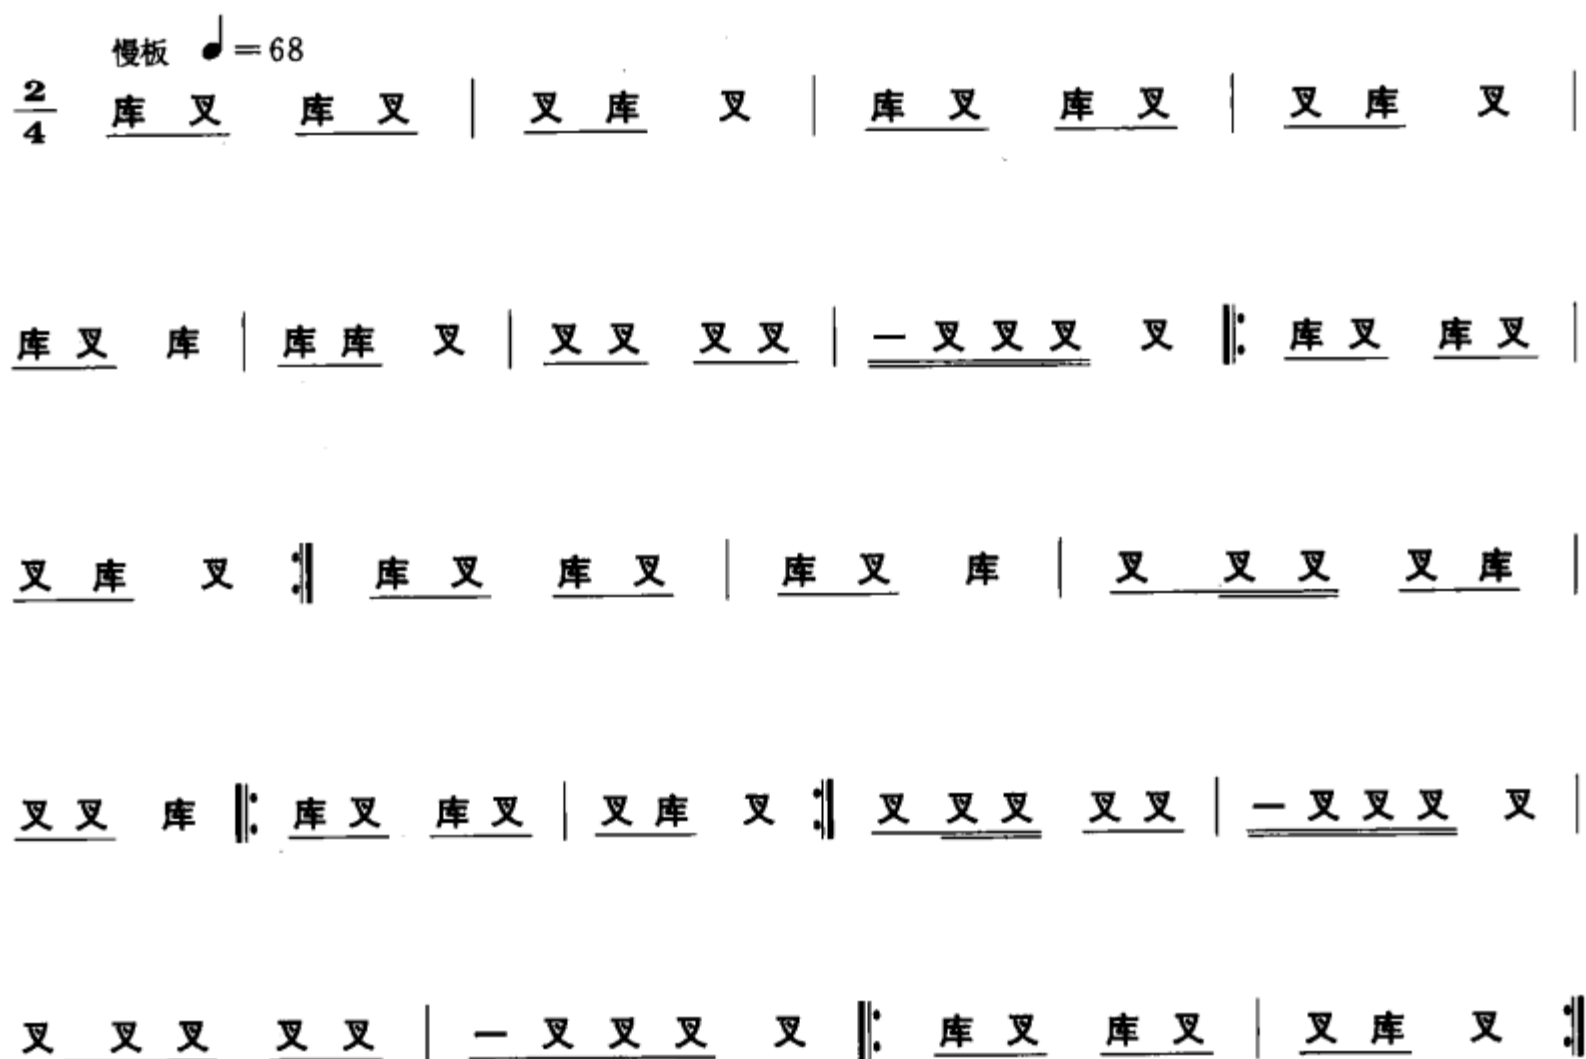 慢板 ♩=68
2/4 库 叉 库 叉 | 叉 库 叉 | 库 叉 库 叉 | 叉 库 叉 |
库 叉 库 | 库 库 叉 | 叉 叉 叉 叉 | 一 叉 叉 叉 叉 ‖: 库 叉 库 叉 |
叉 库 叉 :‖ 库 叉 库 叉 | 库 叉 库 | 叉 叉 叉 叉 库 |
叉 叉 库 ‖: 库 叉 库 叉 | 叉 库 叉 :‖ 叉 叉 叉 叉 叉 | 一 叉 叉 叉 叉 |
叉 叉 叉 叉 叉 | 一 叉 叉 叉 叉 ‖: 库 叉 库 叉 | 叉 库 叉 :‖